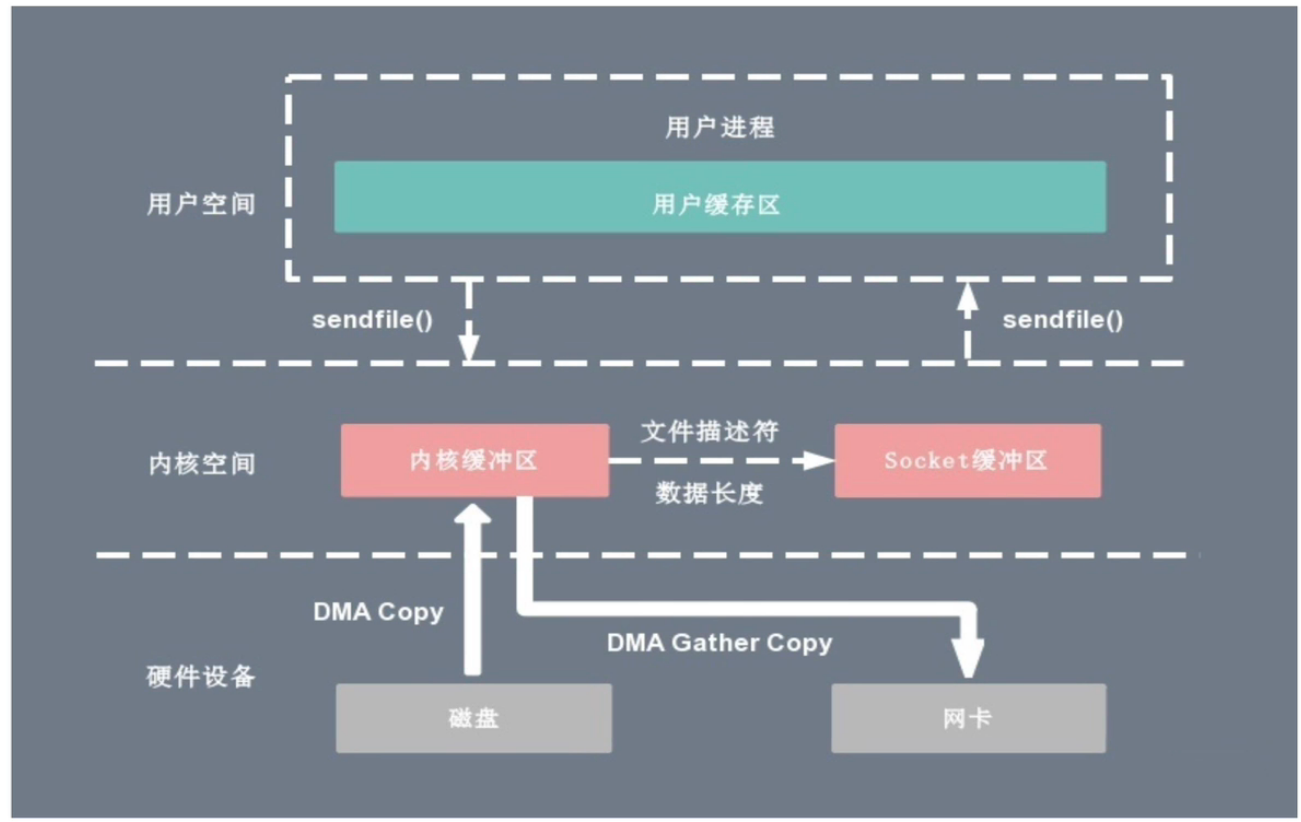 用户进程
用户空间
用户缓存区
sendfile()
sendfile()
文件描述符
内核空间
内核缓冲区
Socket缓冲区
数据长度
DMA Copy
DMA Gather Copy
硬件设备
磁盘
网卡